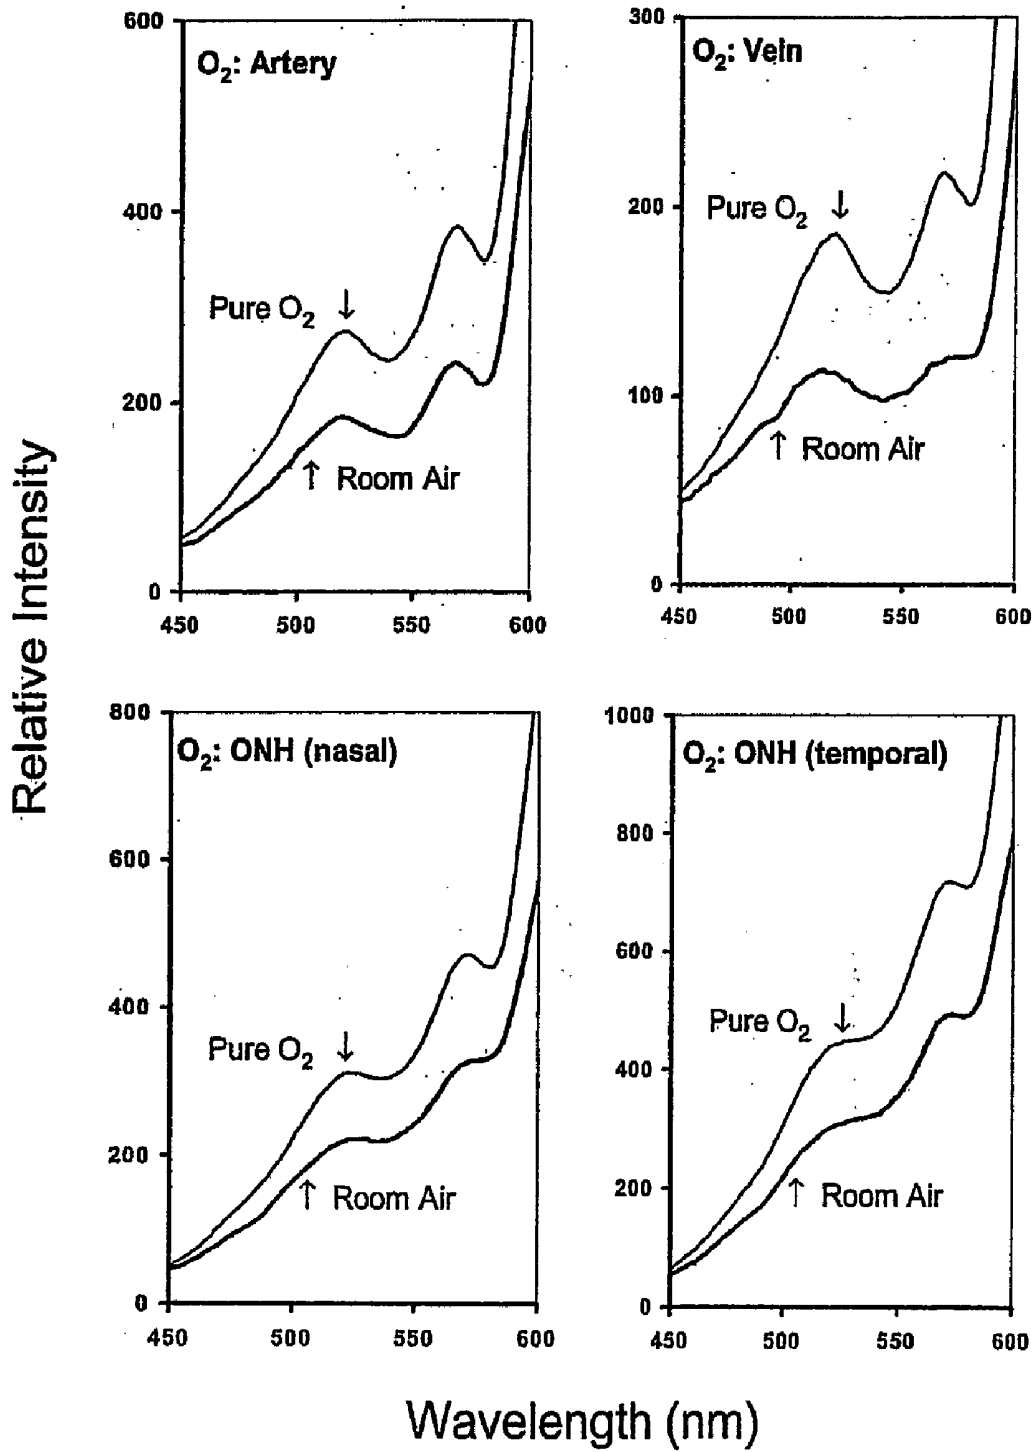 Relative Intensity
O₂: Artery
600
400
200
0
450 500 550 600
Pure O₂ ↓
↑ Room Air
O₂: Vein
300
200
100
0
450 500 550 600
Pure O₂ ↓
↑ Room Air
O₂: ONH (nasal)
800
600
400
200
0
450 500 550 600
Pure O₂ ↓
↑ Room Air
O₂: ONH (temporal)
1000
800
600
400
200
0
450 500 550 600
Pure O₂ ↓
↑ Room Air
Wavelength (nm)